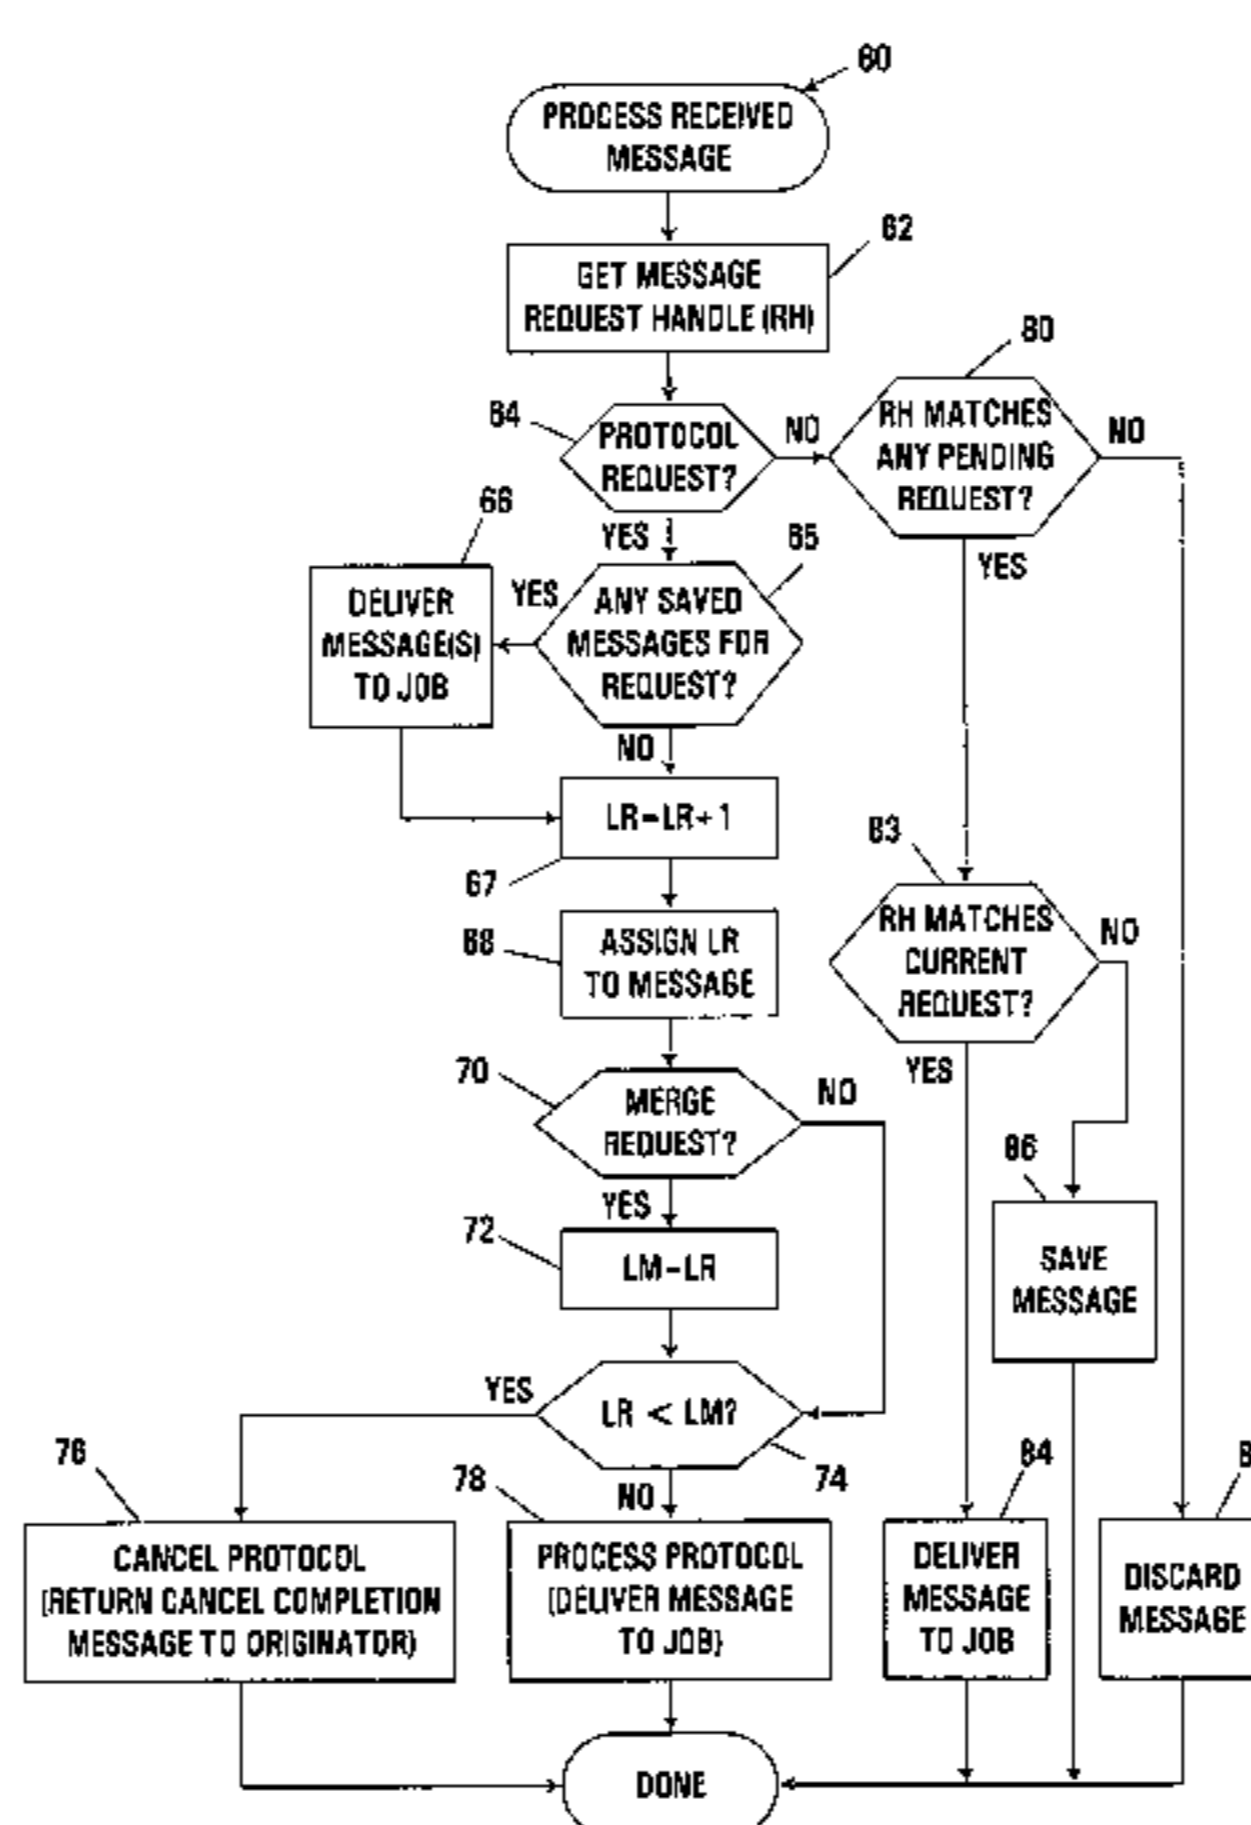 60
PROCESS RECEIVED
MESSAGE
62
GET MESSAGE
REQUEST HANDLE (RH)
64
PROTOCOL
REQUEST?
NO
80
RH MATCHES
ANY PENDING
REQUEST?
NO
YES
YES
66
DELIVER
MESSAGE(S)
TO JOB
YES
65
ANY SAVED
MESSAGES FOR
REQUEST?
NO
LR=LR+1
67
68
ASSIGN LR
TO MESSAGE
83
RH MATCHES
CURRENT
REQUEST?
NO
YES
70
MERGE
REQUEST?
NO
YES
72
LM=LR
86
SAVE
MESSAGE
YES
LR < LM?
74
NO
76
CANCEL PROTOCOL
(RETURN CANCEL COMPLETION
MESSAGE TO ORIGINATOR)
78
PROCESS PROTOCOL
(DELIVER MESSAGE
TO JOB)
84
DELIVER
MESSAGE
TO JOB
DISCARD
MESSAGE
DONE